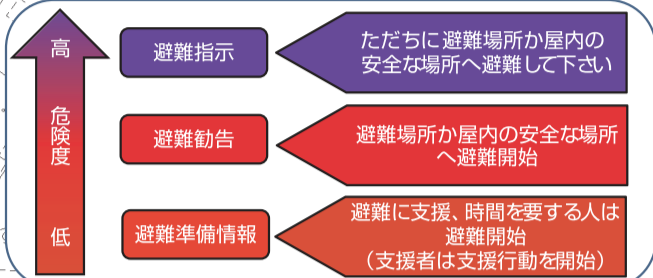 高
危険度
低
避難指示
ただちに避難場所か屋内の
安全な場所へ避難して下さい
避難勧告
避難場所か屋内の安全な場所
へ避難開始
避難準備情報
避難に支援、時間を要する人は
避難開始
（支援者は支援行動を開始）